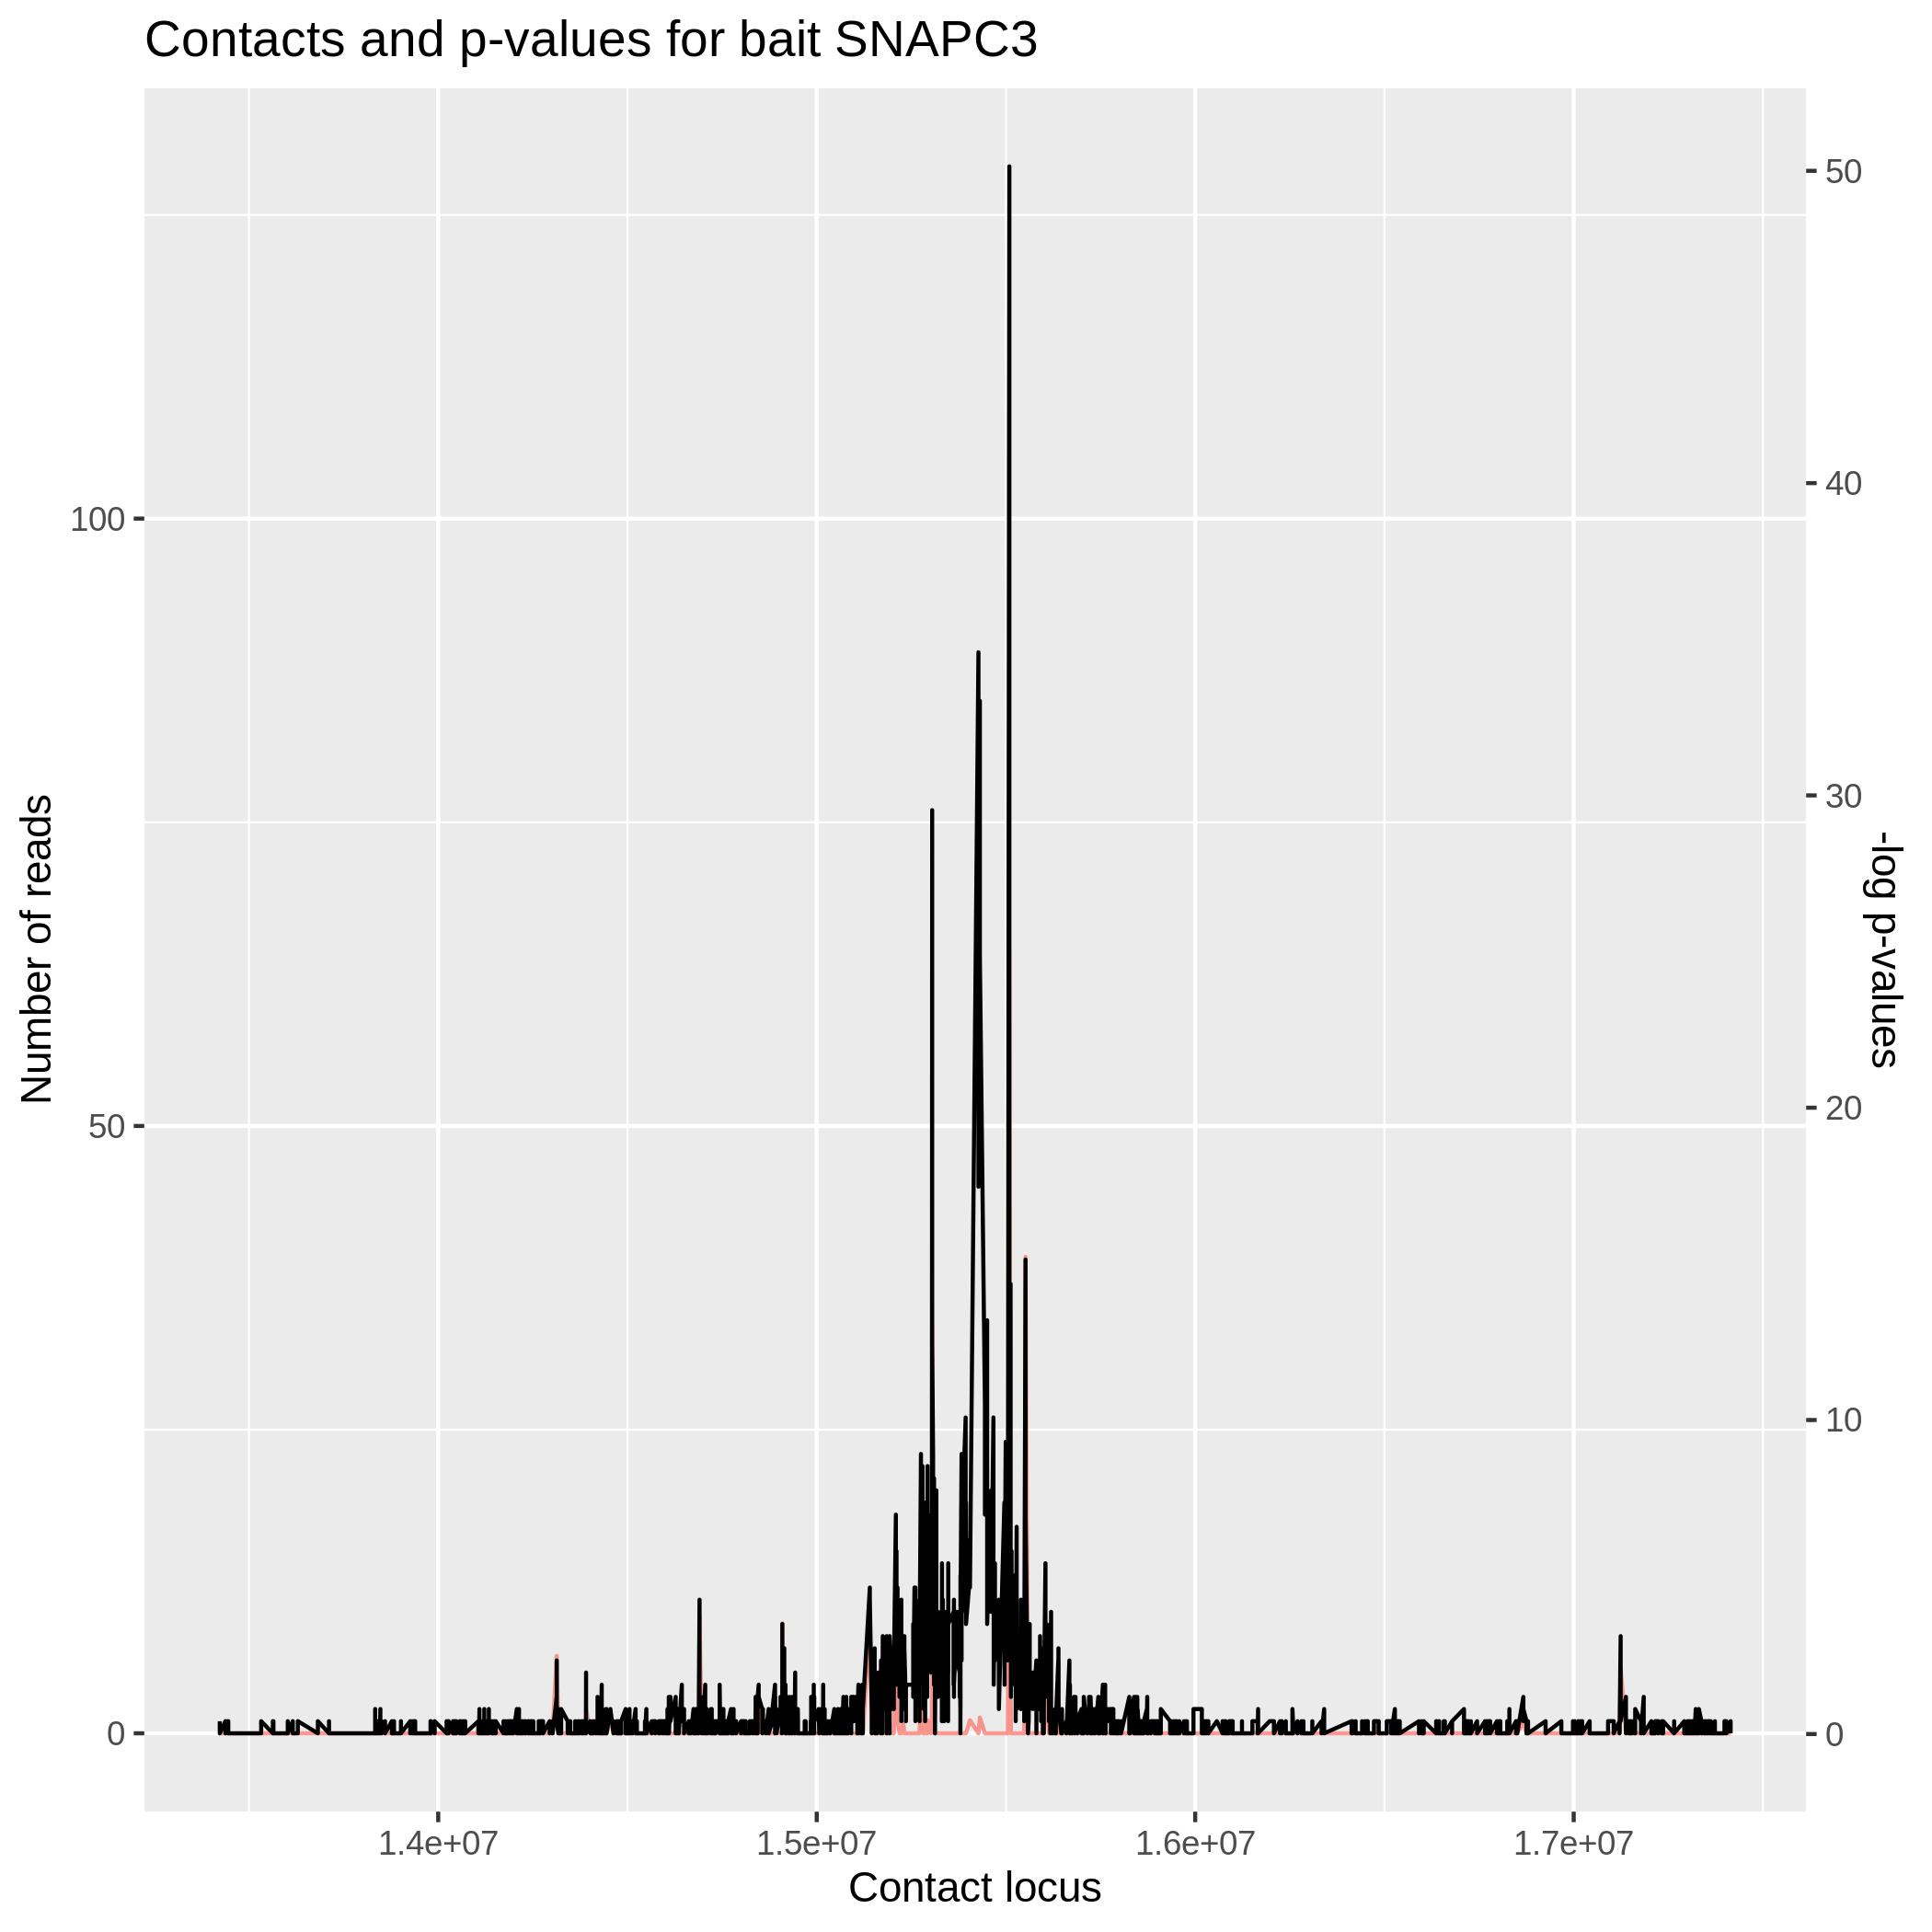 Contacts and p-values for bait SNAPC3
Number of reads
100
50
0
50
40
30
20
10
0
-log p-values
1.4e+07 1.5e+07 1.6e+07 1.7e+07
Contact locus